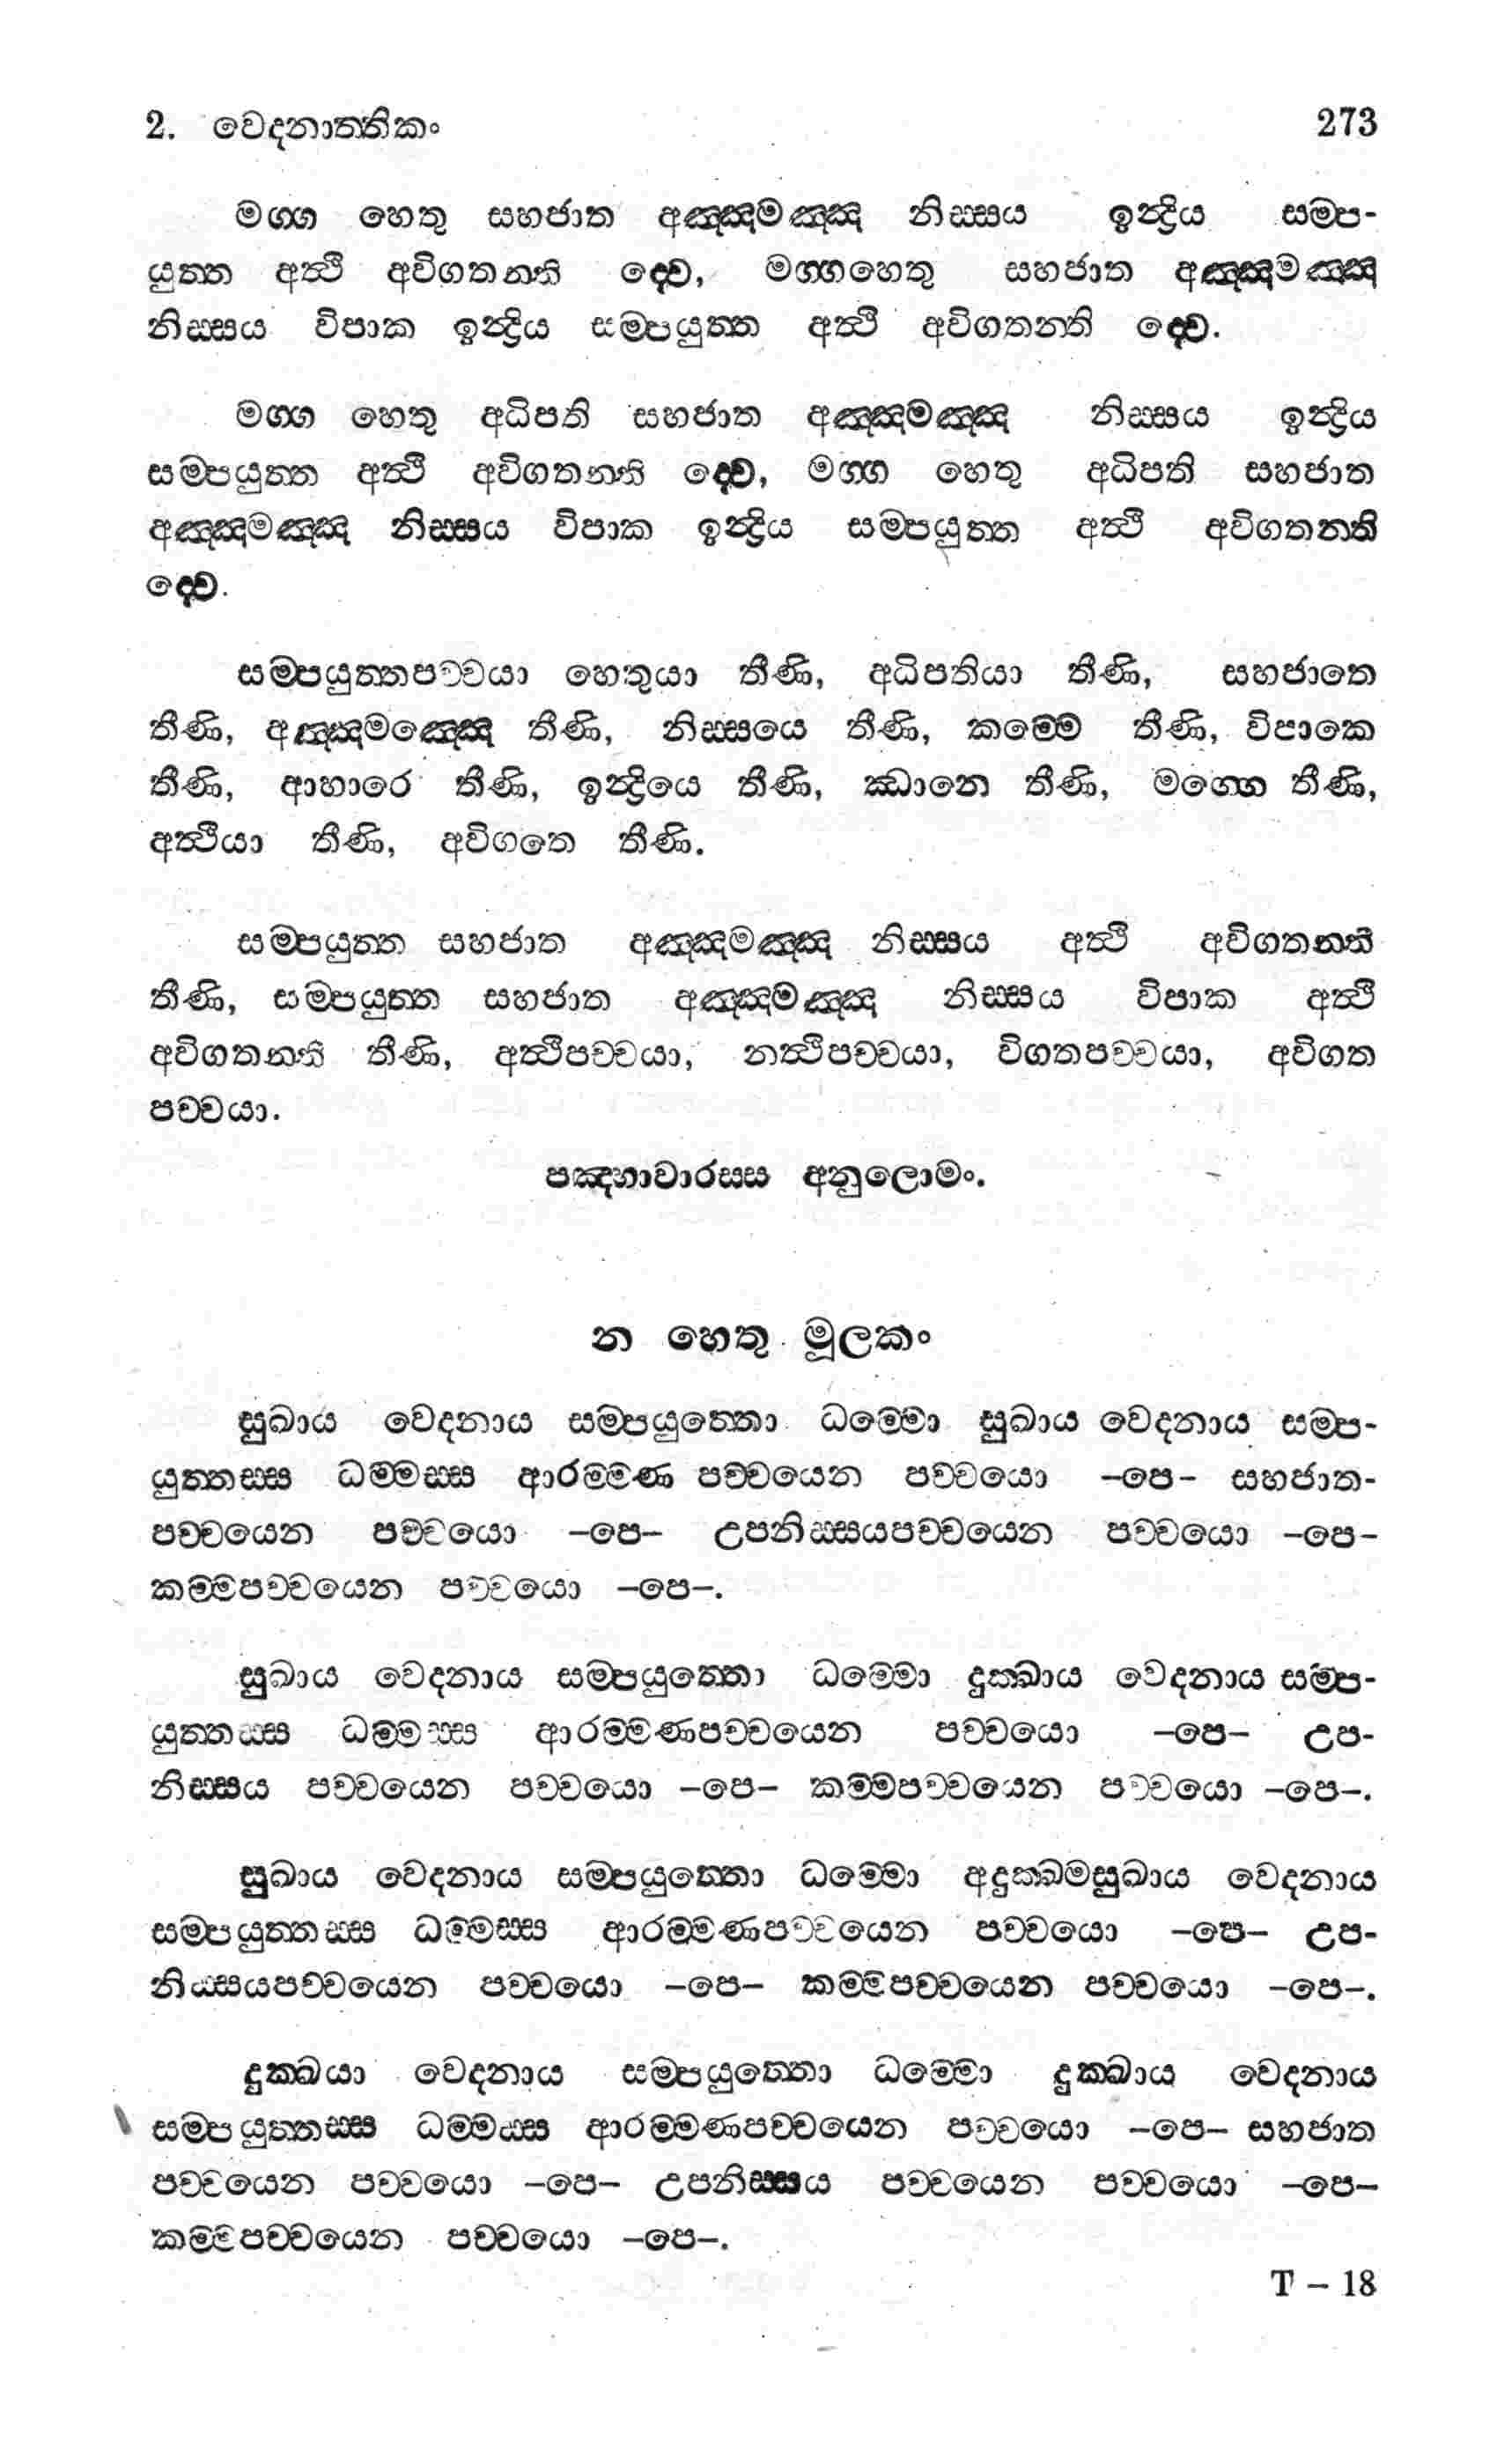 2. වෙදනාත්තිකං 273
මග්ග හෙතු සහජාත අඤ්ඤමඤ්ඤ නිස්සය ඉන්ද්‍රිය සම්ප-
යුත්ත අත්ථි අවිගතන්ති ද්වෙ, මග්ගහෙතු සහජාත අඤ්ඤමඤ්ඤ
නිස්සය විපාක ඉන්ද්‍රිය සම්පයුත්ත අත්ථි අවිගතන්ති ද්වෙ.
මග්ග හෙතු අධිපති සහජාත අඤ්ඤමඤ්ඤ නිස්සය ඉන්ද්‍රිය
සම්පයුත්ත අත්ථි අවිගතන්ති ද්වෙ, මග්ග හෙතු අධිපති සහජාත
අඤ්ඤමඤ්ඤ නිස්සය විපාක ඉන්ද්‍රිය සම්පයුත්ත අත්ථි අවිගතන්ති
ද්වෙ.
සම්පයුත්තපච්චයා හෙතුයා තීණි, අධිපතියා තීණි, සහජාතෙ
තීණි, අඤ්ඤමඤ්ඤෙ තීණි, නිස්සයෙ තීණි, කම්මෙ තීණි, විපාකෙ
තීණි, ආහාරෙ තීණි, ඉන්ද්‍රියෙ තීණි, ඣානෙ තීණි, මග්ගෙ තීණි,
අත්ථියා තීණි, අවිගතෙ තීණි.
සම්පයුත්ත සහජාත අඤ්ඤමඤ්ඤ නිස්සය අත්ථි අවිගතන්ති
තීණි, සම්පයුත්ත සහජාත අඤ්ඤමඤ්ඤ නිස්සය විපාක අත්ථි
අවිගතන්ති තීණි, අත්ථිපච්චයා, නත්ථිපච්චයා, විගතපච්චයා, අවිගත
පච්චයා.
පඤ්හාවාරස්ස අනුලොමං.
න හෙතු මූලකං
සුඛාය වෙදනාය සම්පයුත්තො ධම්මො සුඛාය වෙදනාය සම්ප-
යුත්තස්ස ධම්මස්ස ආරම්මණ පච්චයෙන පච්චයො –පෙ– සහජාත-
පච්චයෙන පච්චයො –පෙ– උපනිස්සයපච්චයෙන පච්චයො –පෙ–
කම්මපච්චයෙන පච්චයො –පෙ–.
සුඛාය වෙදනාය සම්පයුත්තො ධම්මො දුක්ඛාය වෙදනාය සම්ප-
යුත්තස්ස ධම්මස්ස ආරම්මණපච්චයෙන පච්චයො –පෙ– උප-
නිස්සය පච්චයෙන පච්චයො –පෙ– කම්මපච්චයෙන පච්චයො –පෙ–.
සුඛාය වෙදනාය සම්පයුත්තො ධම්මො අදුක්ඛමසුඛාය වෙදනාය
සම්පයුත්තස්ස ධම්මස්ස ආරම්මණපච්චයෙන පච්චයො –පෙ– උප-
නිස්සයපච්චයෙන පච්චයො –පෙ– කම්මපච්චයෙන පච්චයො –පෙ–.
දුක්ඛයා වෙදනාය සම්පයුත්තො ධම්මො දුක්ඛාය වෙදනාය
සම්පයුත්තස්ස ධම්මස්ස ආරම්මණපච්චයෙන පච්චයො –පෙ– සහජාත
පච්චයෙන පච්චයො –පෙ– උපනිස්සය පච්චයෙන පච්චයො –පෙ–
කම්මපච්චයෙන පච්චයො –පෙ–.
T – 18